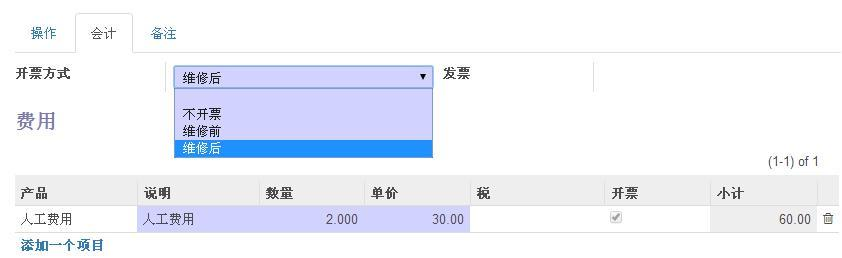 操作 会计 备注
开票方式 维修后 发票
不开票
维修前
维修后
费用
(1-1) of 1
产品 说明 数量 单价 税 开票 小计
人工费用 人工费用 2.000 30.00 60.00
添加一个项目